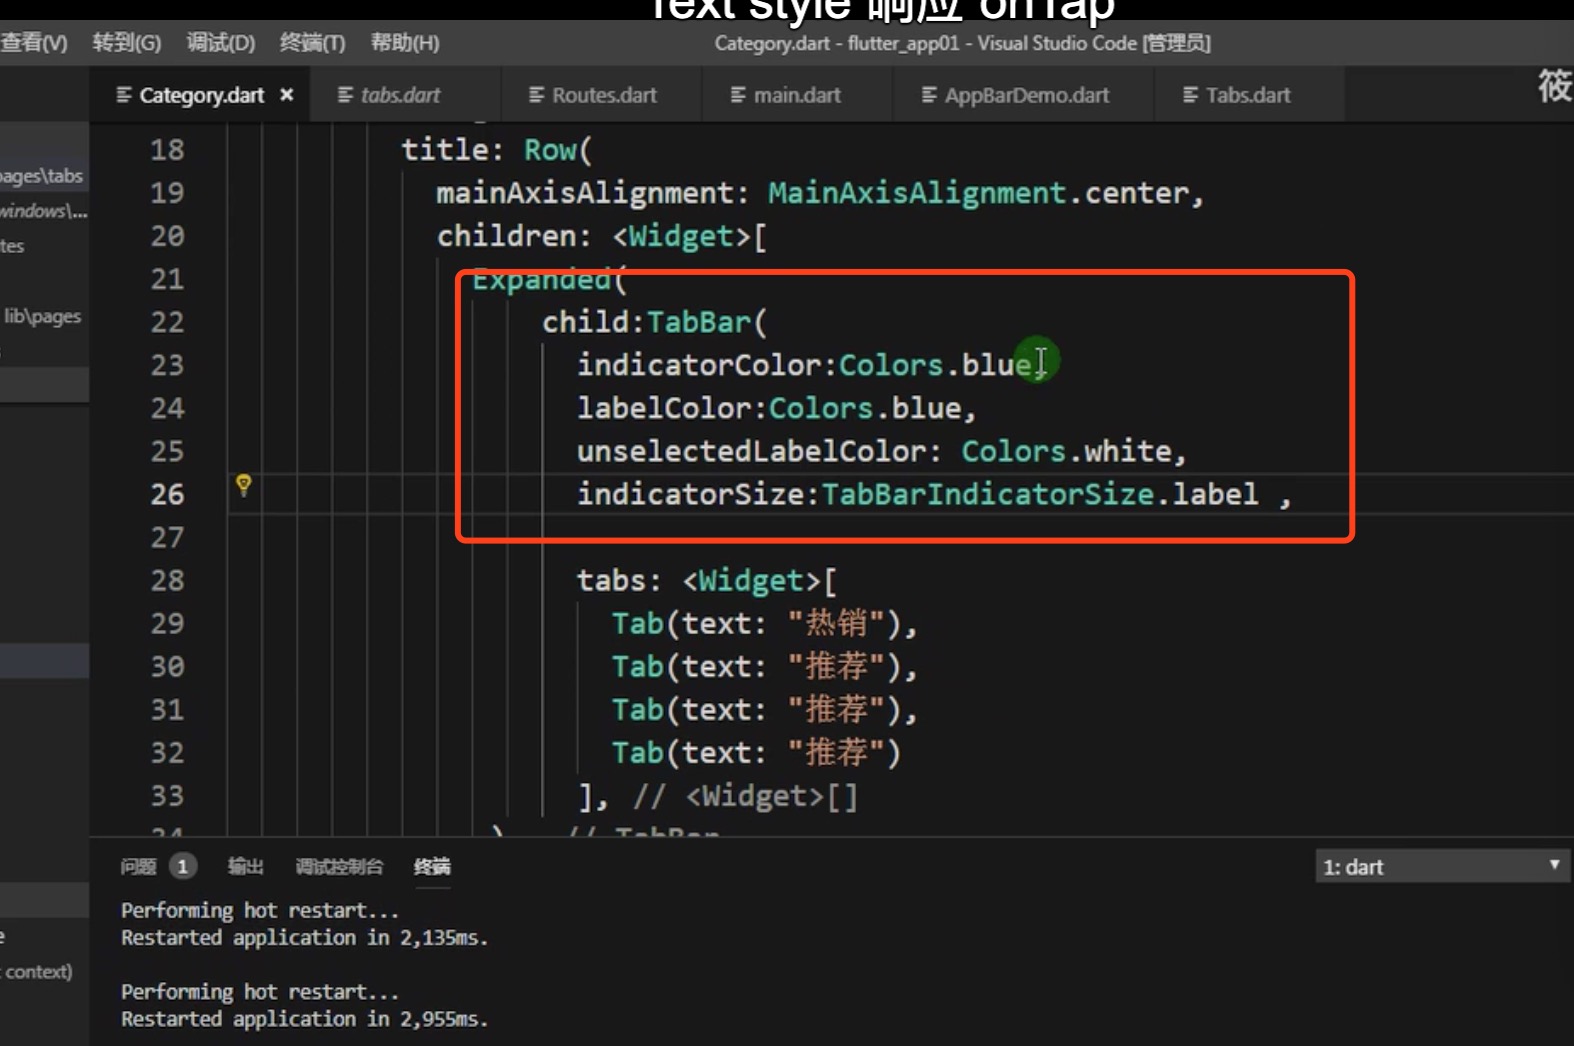 Text style 响应 onTap
查看(V) 转到(G) 调试(D) 终端(T) 帮助(H) Category.dart - flutter_app01 - Visual Studio Code [管理员]
Category.dart × tabs.dart Routes.dart main.dart AppBarDemo.dart Tabs.dart 筱
pages\tabs
windows\...
tes
lib\pages
18 title: Row(
19 mainAxisAlignment: MainAxisAlignment.center,
20 children: <Widget>[
21 Expanded(
22 child:TabBar(
23 indicatorColor:Colors.blue,
24 labelColor:Colors.blue,
25 unselectedLabelColor: Colors.white,
26 indicatorSize:TabBarIndicatorSize.label ,
27
28 tabs: <Widget>[
29 Tab(text: "热销"),
30 Tab(text: "推荐"),
31 Tab(text: "推荐"),
32 Tab(text: "推荐")
33 ], // <Widget>[]
34 ) // TabBar
问题 1 输出 调试控制台 终端 1: dart
Performing hot restart...
Restarted application in 2,135ms.
e
context)
Performing hot restart...
Restarted application in 2,955ms.